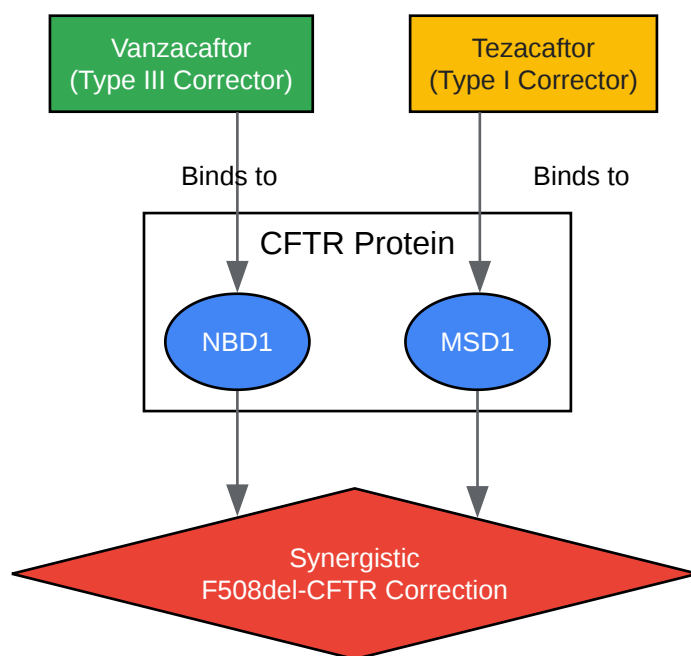 Vanzacaftor
(Type III Corrector)
Tezacaftor
(Type I Corrector)
Binds to
Binds to
CFTR Protein
NBD1
MSD1
Synergistic
F508del-CFTR Correction